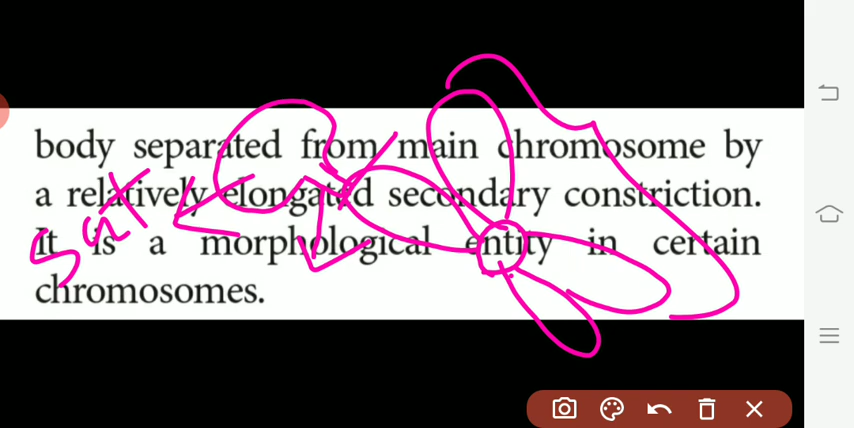 body separated from main chromosome by
a relatively elongated secondary constriction.
It is a morphological entity in certain
chromosomes.